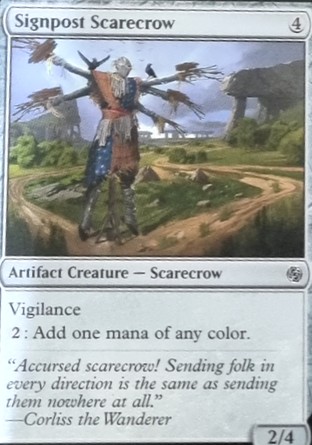 Signpost Scarecrow 4
Artifact Creature — Scarecrow
Vigilance
2: Add one mana of any color.
“Accursed scarecrow! Sending folk in
every direction is the same as sending
them nowhere at all.”
—Corliss the Wanderer
2/4